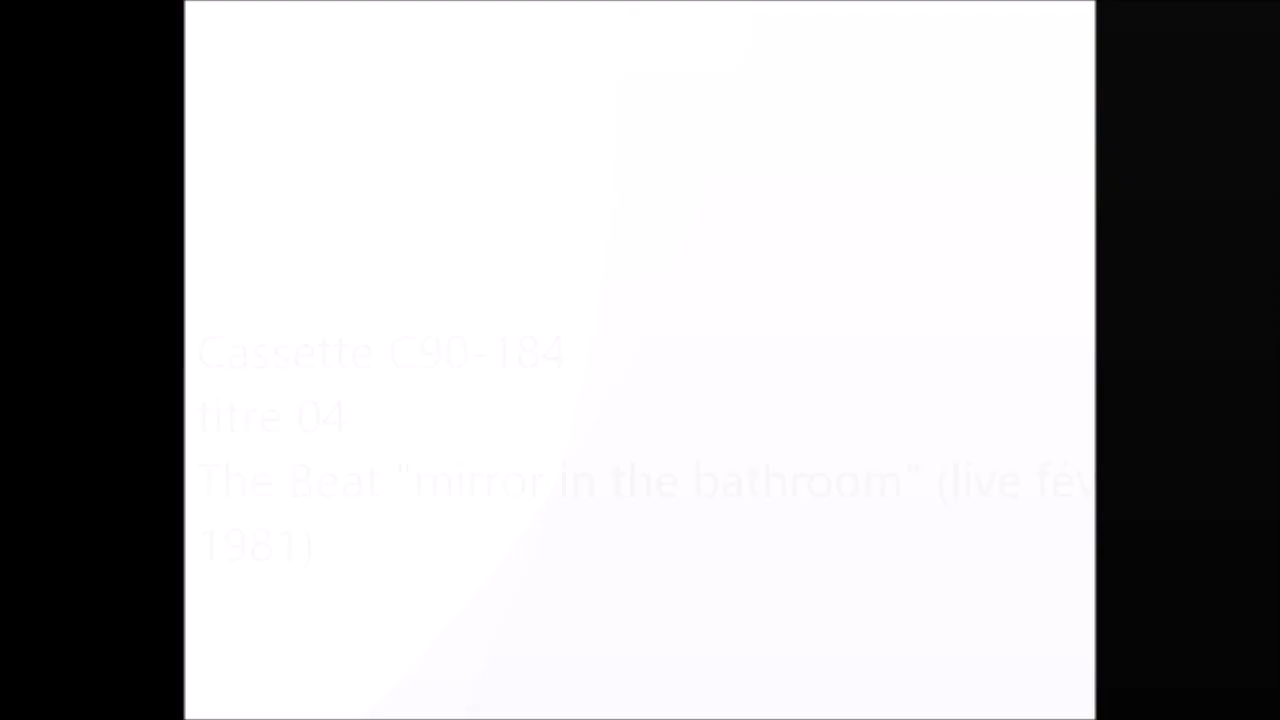 Cassette C90-184
titre 04
The Beat "mirror in the bathroom" (live fév
1981)